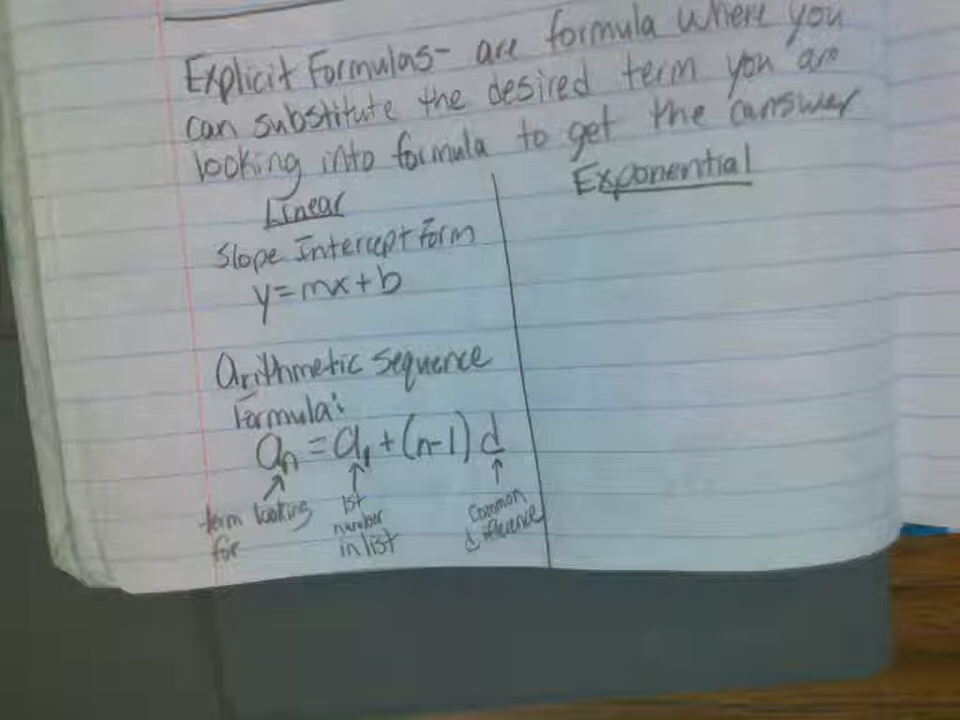 Explicit Formulas- are formula where you
can substitute the desired term you are
looking into formula to get the answer
Linear
Slope Intercept Form
y=mx+b
Arithmetic Sequence
Formula:
aₙ = a₁ + (n-1) d
term looking
for
1st
number
in list
common
difference
Exponential